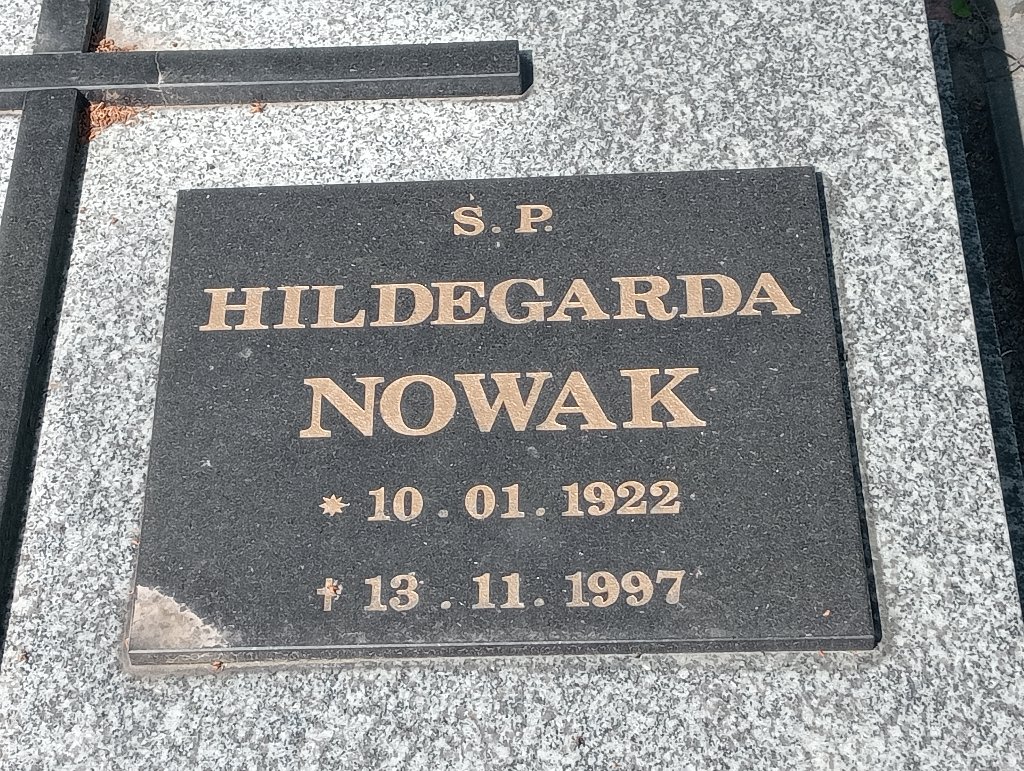 Ś. P.
HILDEGARDA
NOWAK
* 10 . 01 . 1922
† 13 . 11 . 1997